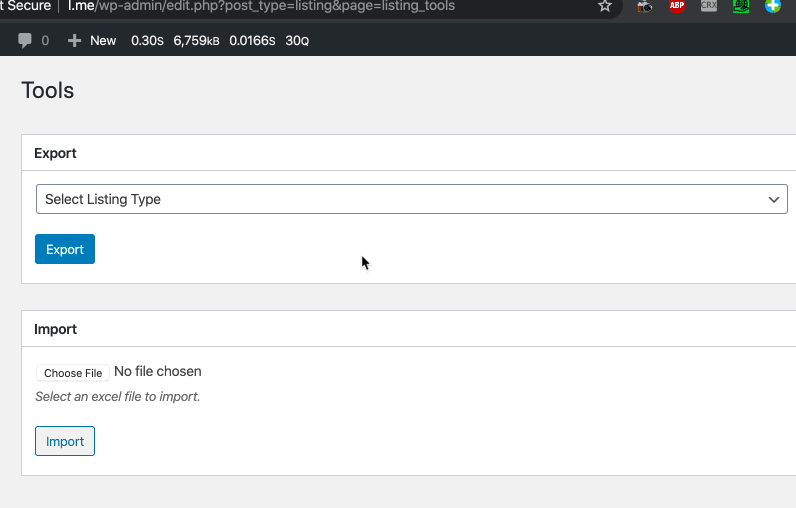 t Secure | l.me/wp-admin/edit.php?post_type=listing&page=listing_tools
ABP
CRX
0 New 0.30S 6,759KB 0.0166S 30Q
Tools
Export
Select Listing Type
Export
Import
Choose File No file chosen
Select an excel file to import.
Import